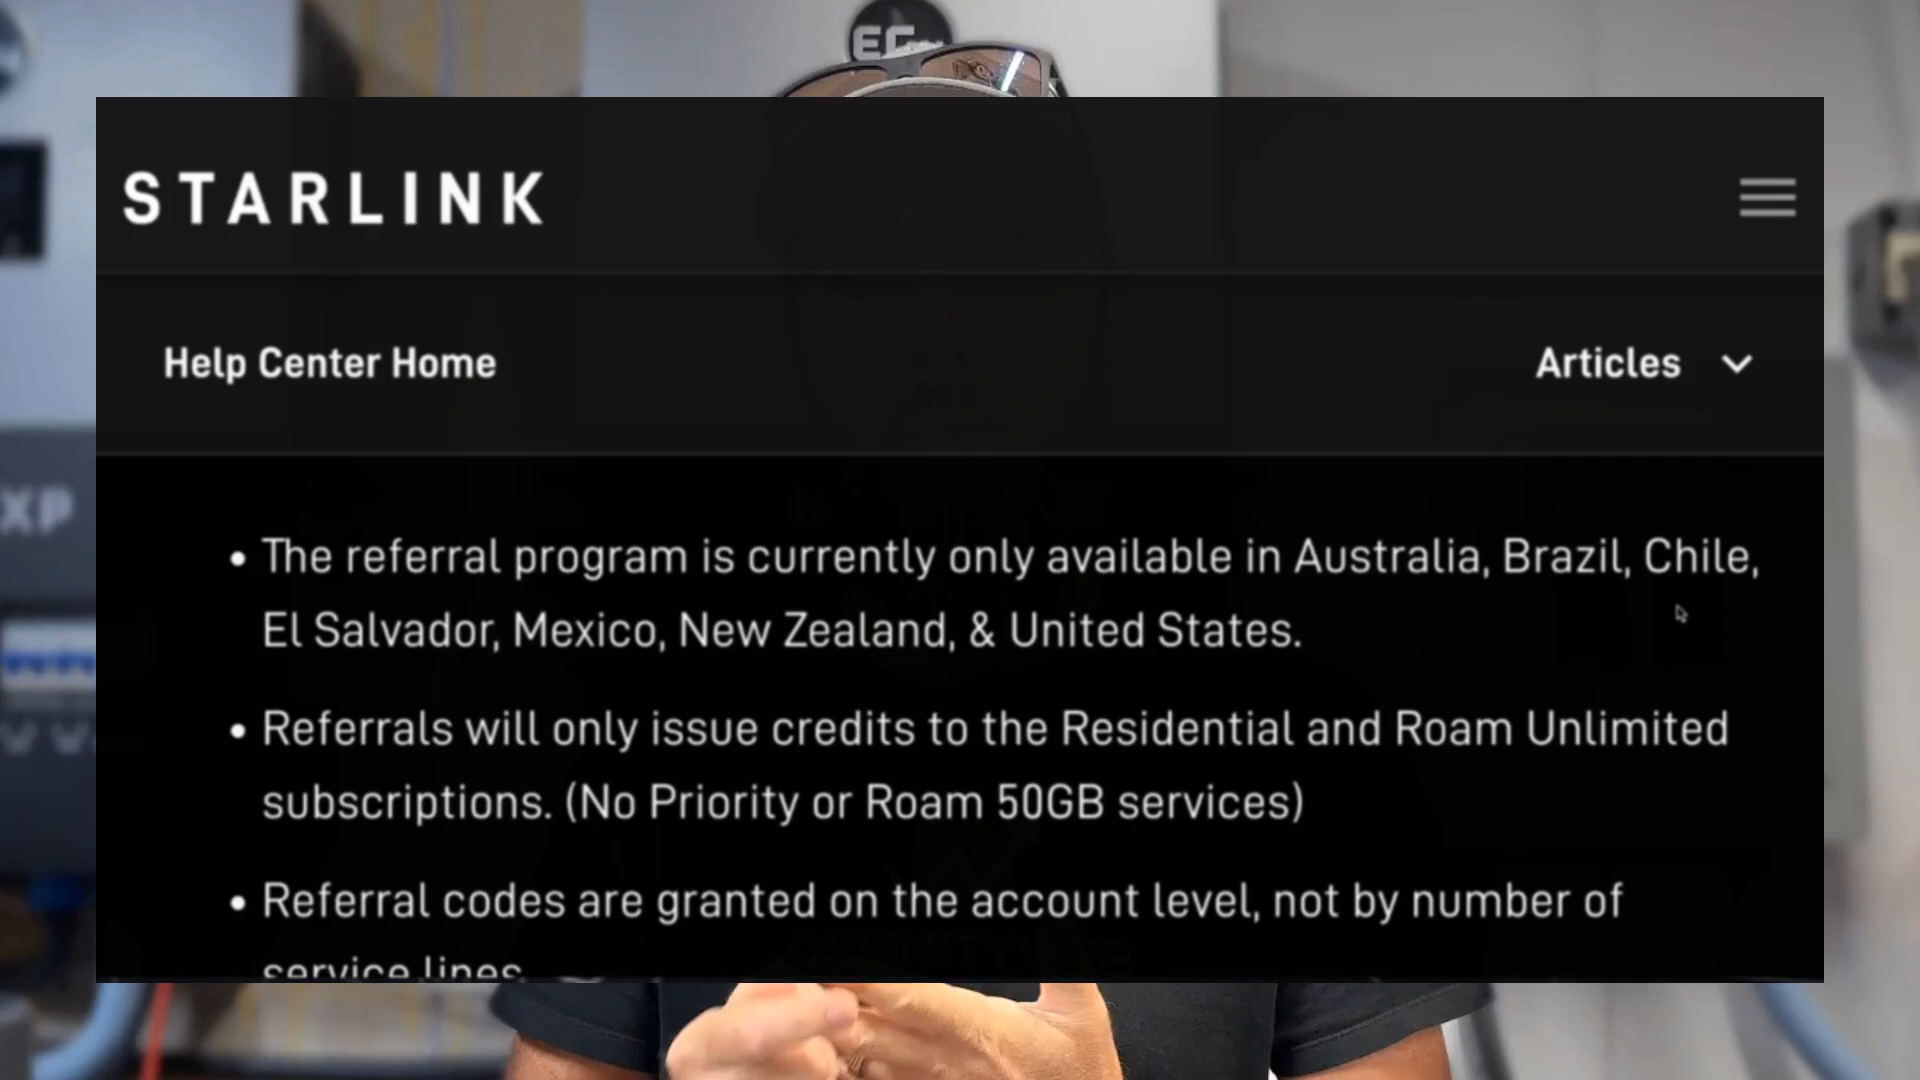 EG
STARLINK
Help Center Home
Articles
XP
• The referral program is currently only available in Australia, Brazil, Chile,
El Salvador, Mexico, New Zealand, & United States.
• Referrals will only issue credits to the Residential and Roam Unlimited
subscriptions. (No Priority or Roam 50GB services)
• Referral codes are granted on the account level, not by number of
service lines.